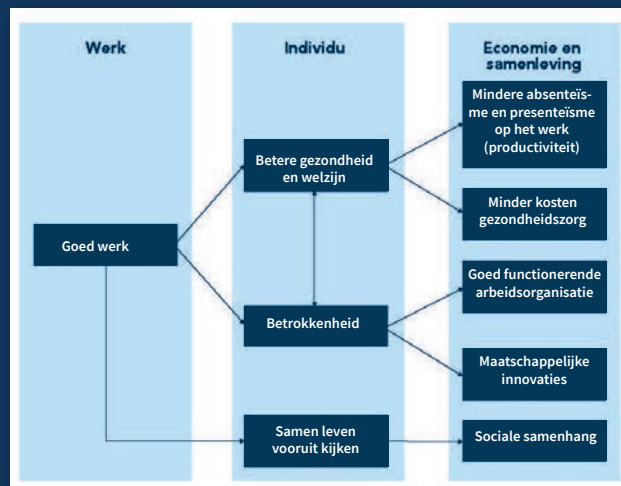 Werk
Individu
Economie en
samenleving
Goed werk
Betere gezondheid
en welzijn
Betrokkenheid
Samen leven
vooruit kijken
Mindere absenteïs-
me en presenteïsme
op het werk
(productiviteit)
Minder kosten
gezondheidszorg
Goed functionerende
arbeidsorganisatie
Maatschappelijke
innovaties
Sociale samenhang